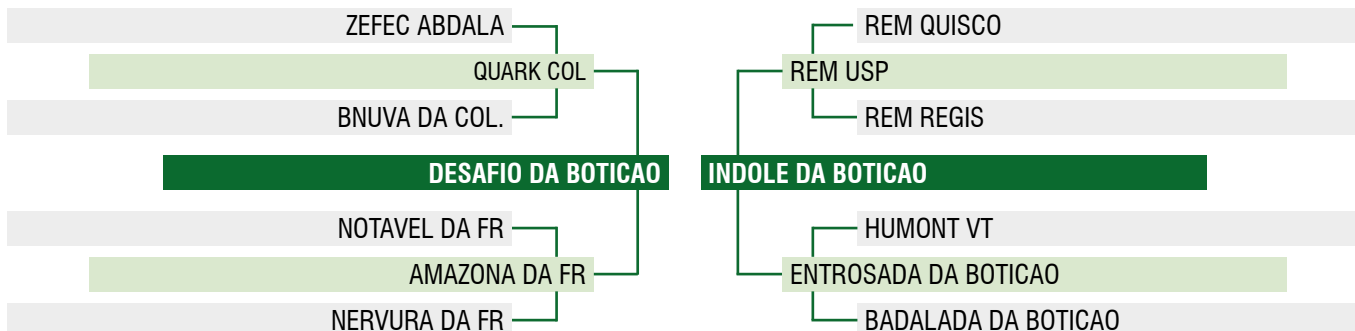 ZEFEC ABDALA
QUARK COL
BNUVA DA COL.
DESAFIO DA BOTICAO
NOTAVEL DA FR
AMAZONA DA FR
NERVURA DA FR
REM QUISCO
REM USP
REM REGIS
INDOLE DA BOTICAO
HUMONT VT
ENTROSADA DA BOTICAO
BADALADA DA BOTICAO